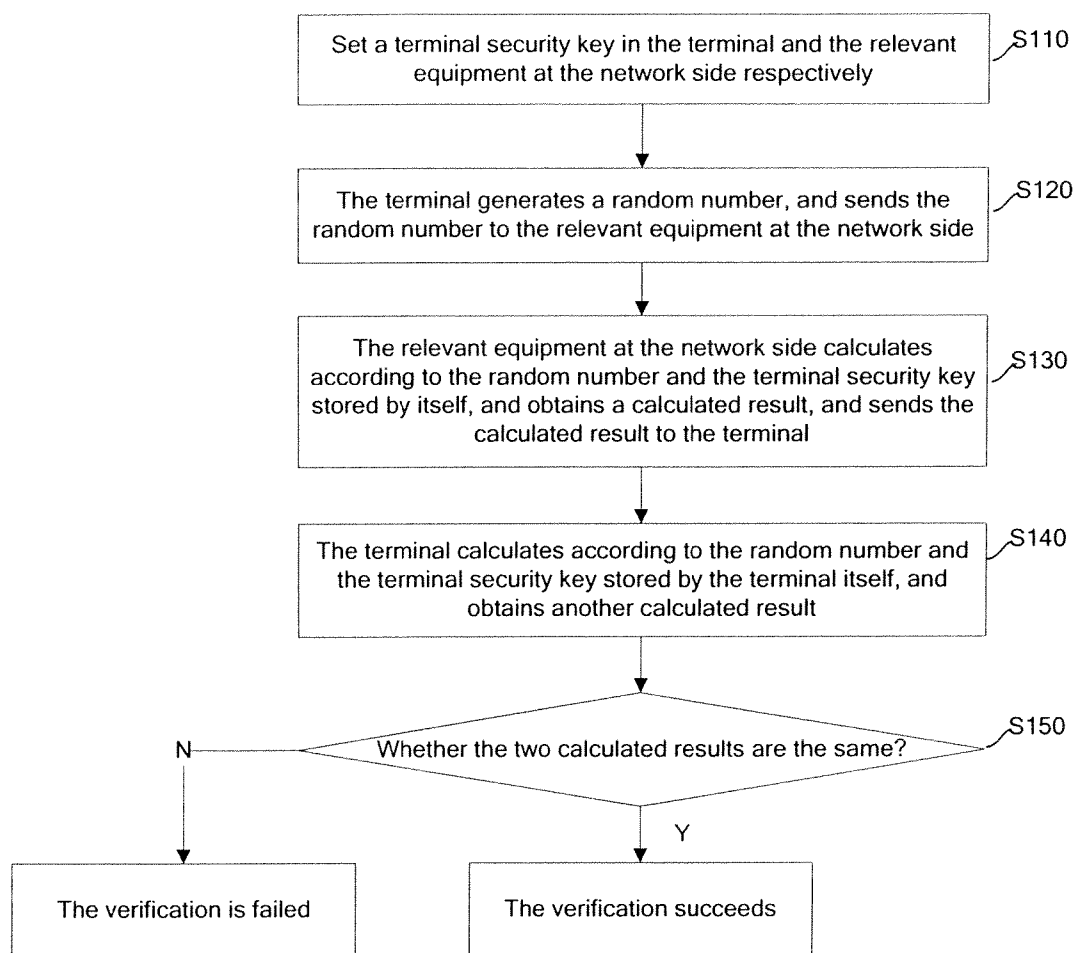 Set a terminal security key in the terminal and the relevant
equipment at the network side respectively
S110
The terminal generates a random number, and sends the
random number to the relevant equipment at the network side
S120
The relevant equipment at the network side calculates
according to the random number and the terminal security key
stored by itself, and obtains a calculated result, and sends the
calculated result to the terminal
S130
The terminal calculates according to the random number and
the terminal security key stored by the terminal itself, and
obtains another calculated result
S140
Whether the two calculated results are the same?
S150
N
Y
The verification is failed
The verification succeeds